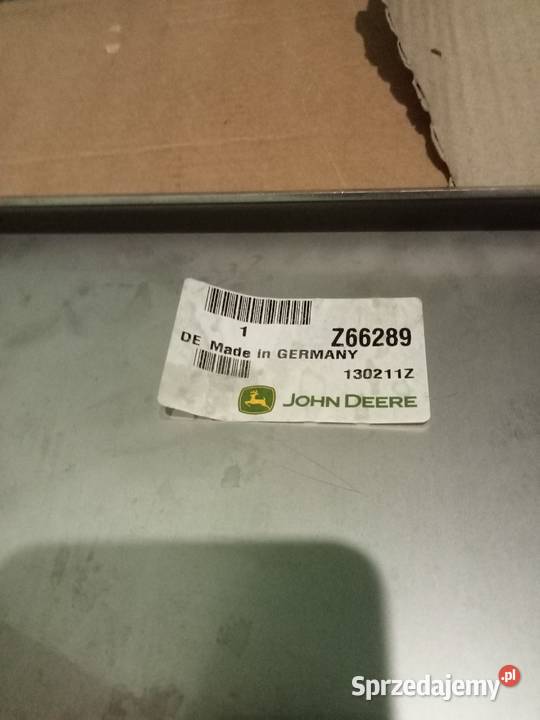 1
Z66289
DE Made in GERMANY
130211Z
JOHN DEERE
Sprzedajemy.pl